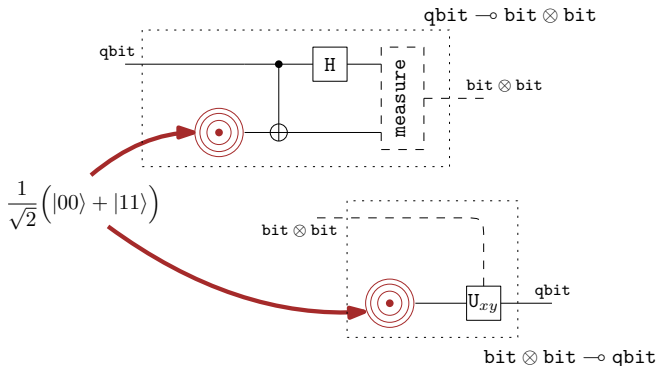 qbit ⊸ bit ⊗ bit
qbit
H
measure
bit ⊗ bit
1/√2 (|00⟩ + |11⟩)
bit ⊗ bit
U_xy
qbit
bit ⊗ bit ⊸ qbit